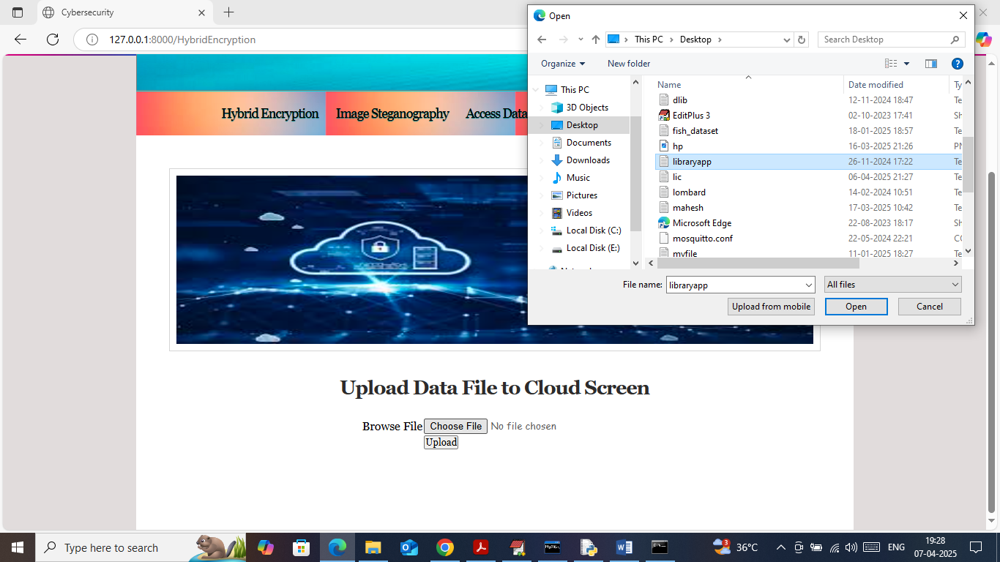 Cybersecurity
127.0.0.1:8000/HybridEncryption
Hybrid Encryption Image Steganography Access Data
Open
This PC Desktop
Search Desktop
Organize New folder
This PC
3D Objects
Desktop
Documents
Downloads
Music
Pictures
Videos
Local Disk (C:)
Local Disk (E:)
Name Date modified Ty
dlib 12-11-2024 18:47 Te
EditPlus 3 02-10-2023 17:41 Sh
fish_dataset 18-01-2025 18:57 Te
hp 16-03-2025 21:26 PN
libraryapp 26-11-2024 17:22 Te
lic 06-04-2025 21:27 Te
lombard 14-02-2024 10:51 Te
mahesh 17-03-2025 10:42 Te
Microsoft Edge 22-08-2023 18:17 Sh
mosquitto.conf 22-05-2024 22:21 CO
myfile 11-01-2025 18:27 Te
File name: libraryapp All files
Upload from mobile Open Cancel
Upload Data File to Cloud Screen
Browse File Choose File No file chosen
Upload
Type here to search
3 36°C ENG 19:28
07-04-2025